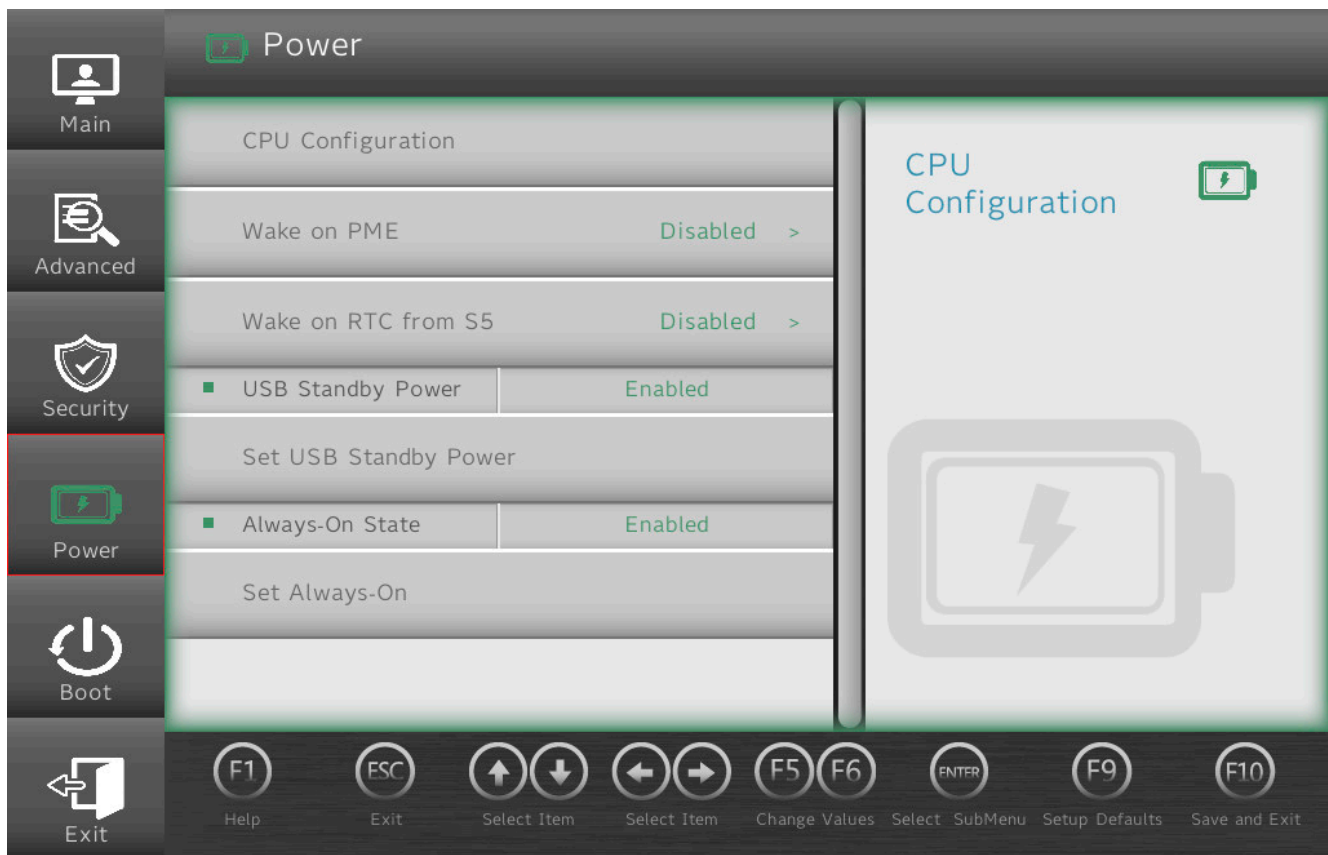 Power
Main
Advanced
Security
Power
Boot
Exit
CPU Configuration
Wake on PME Disabled >
Wake on RTC from S5 Disabled >
USB Standby Power Enabled
Set USB Standby Power
Always-On State Enabled
Set Always-On
CPU
Configuration
F1 ESC F5 F6 ENTER F9 F10
Help Exit Select Item Select Item Change Values Select SubMenu Setup Defaults Save and Exit